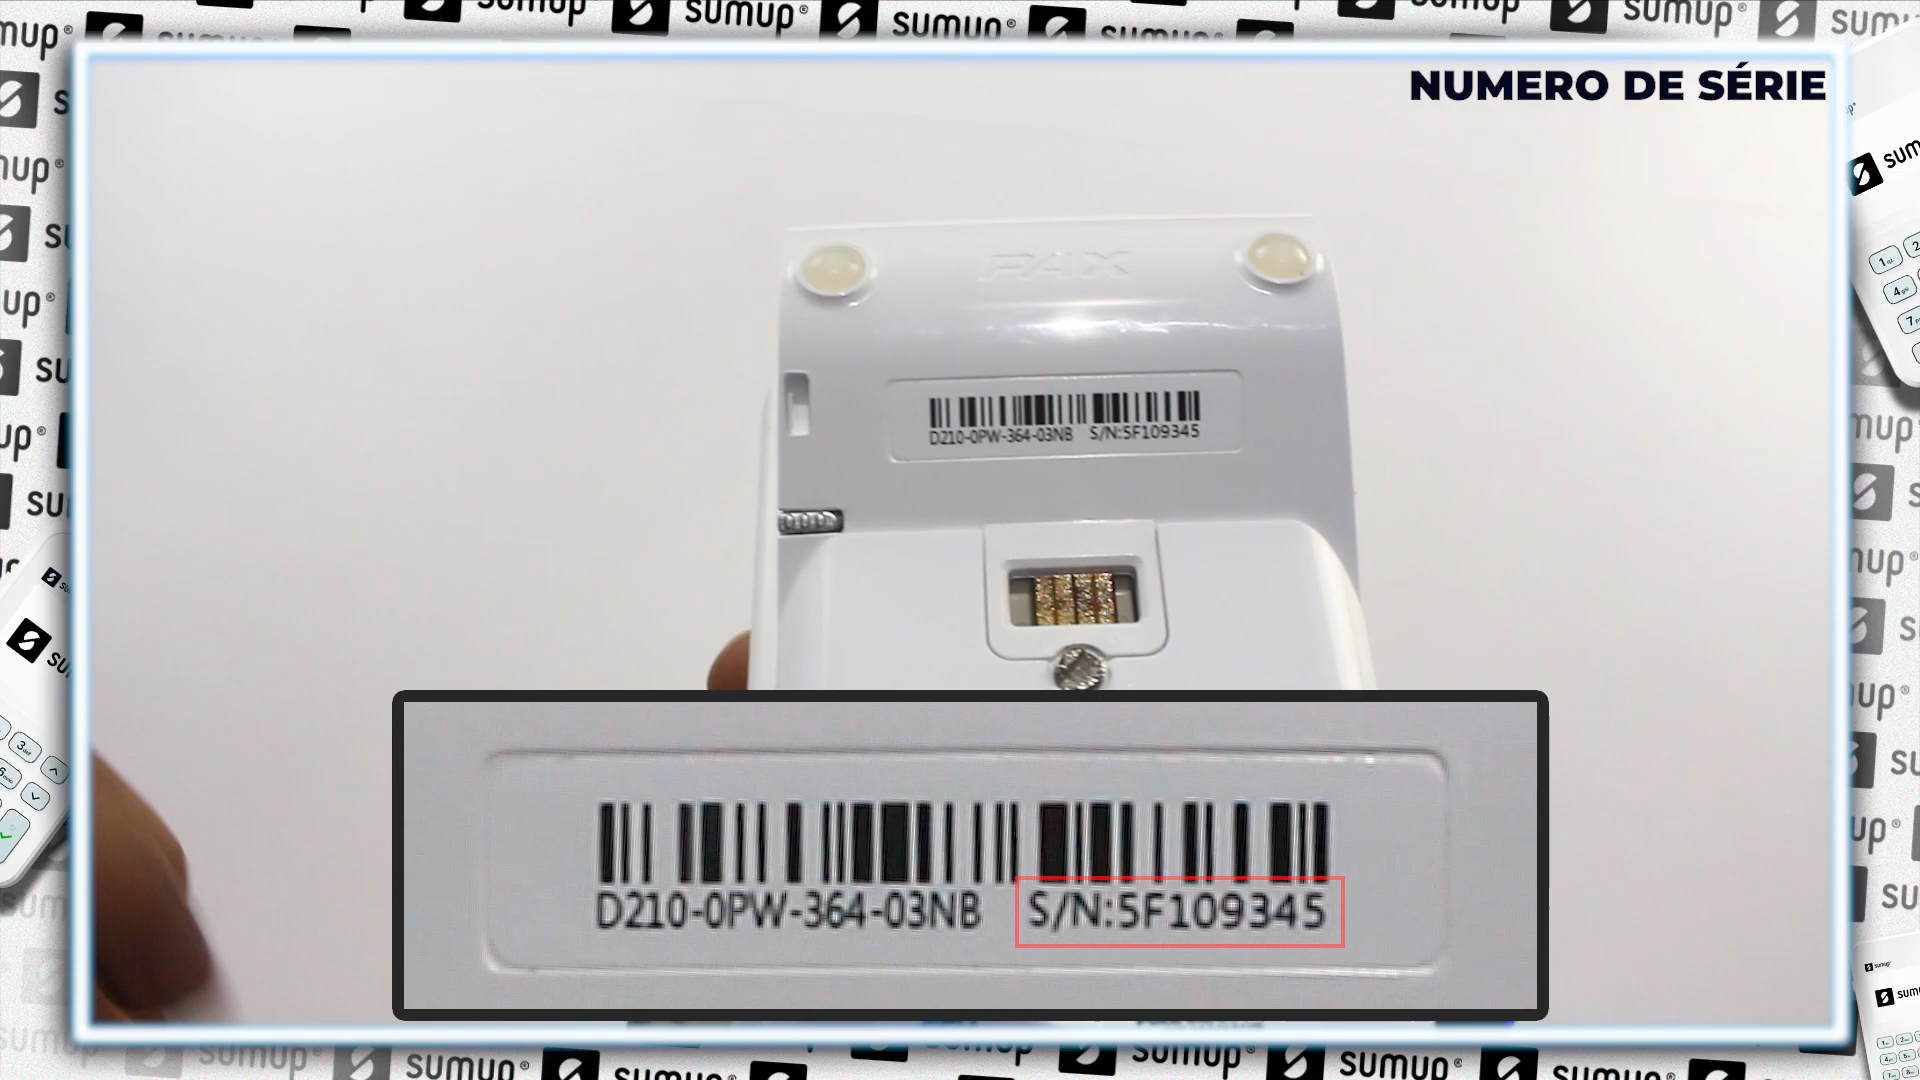 NUMERO DE SÉRIE
PAX
D210-0PW-364-03NB S/N:5F109345
D210-0PW-364-03NB S/N:5F109345
sumup®